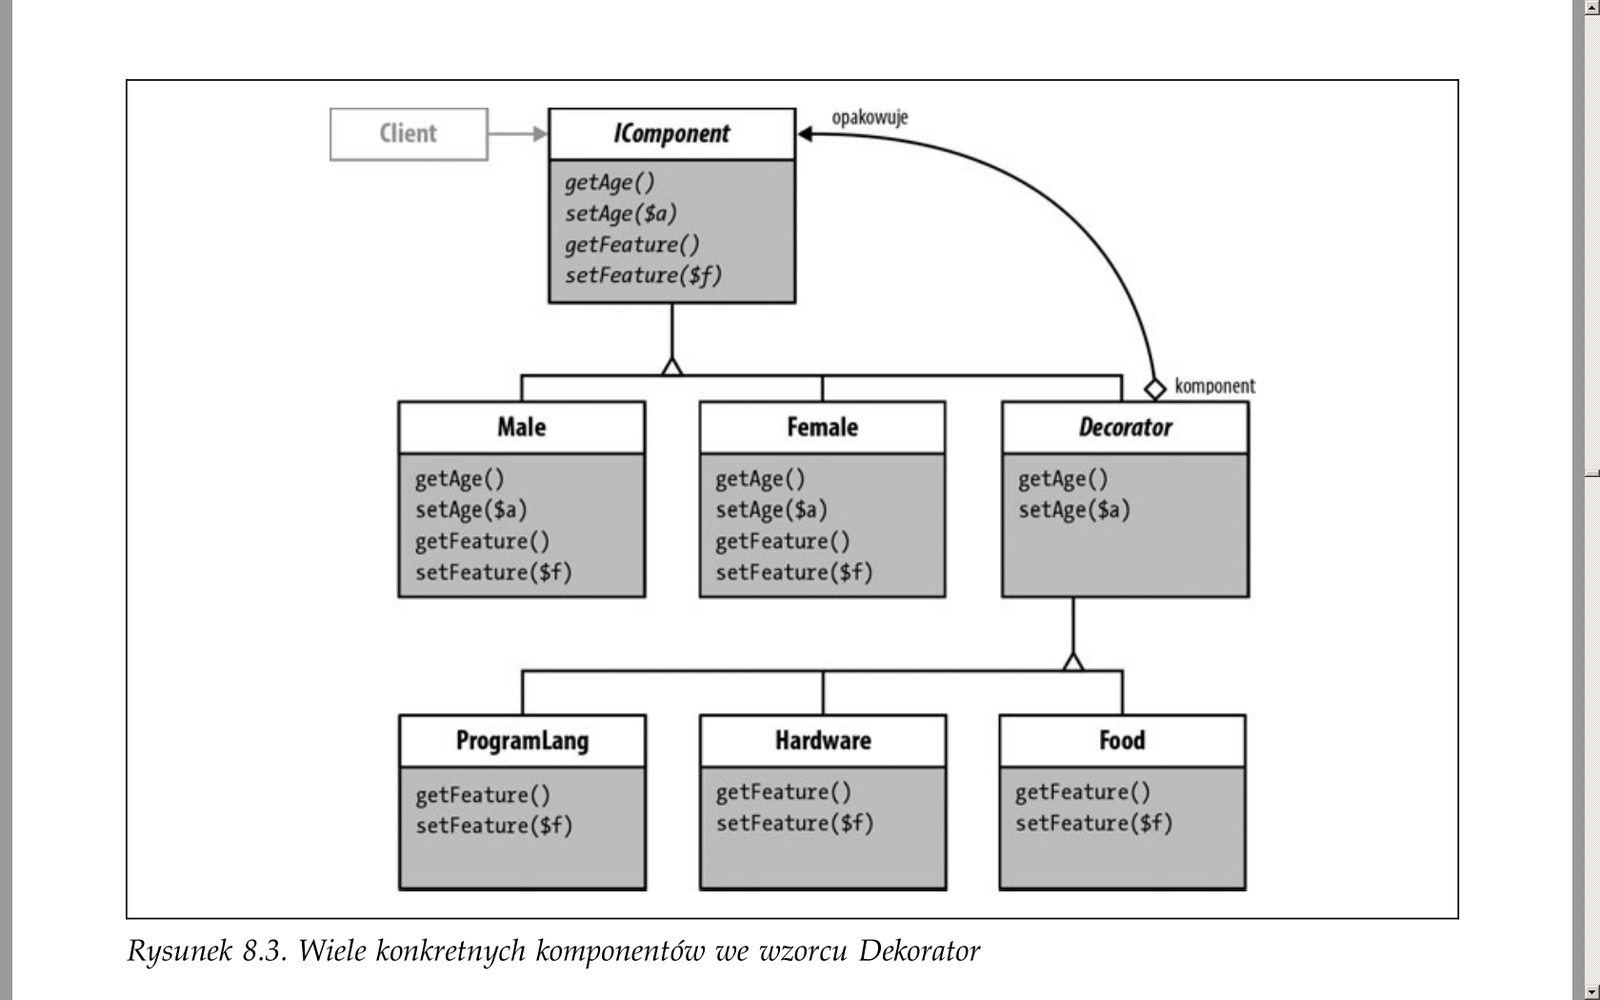 Client
IComponent
opakowuje
getAge()
setAge($a)
getFeature()
setFeature($f)
komponent
Male
getAge()
setAge($a)
getFeature()
setFeature($f)
Female
getAge()
setAge($a)
getFeature()
setFeature($f)
Decorator
getAge()
setAge($a)
ProgramLang
getFeature()
setFeature($f)
Hardware
getFeature()
setFeature($f)
Food
getFeature()
setFeature($f)
Rysunek 8.3. Wiele konkretnych komponentów we wzorcu Dekorator